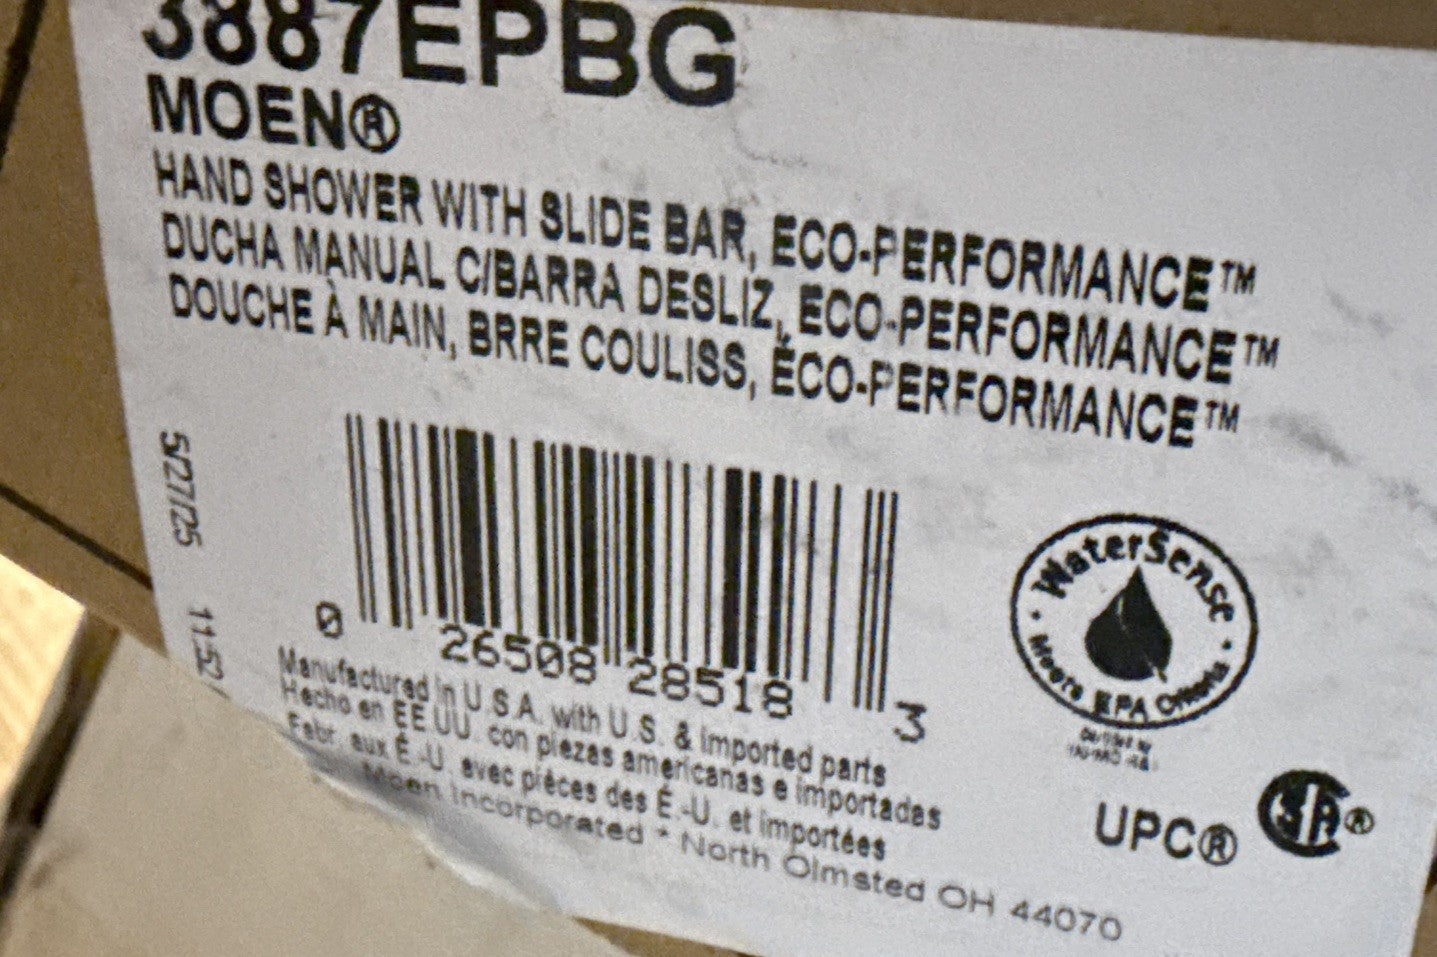 3887EPBG
MOEN®
HAND SHOWER WITH SLIDE BAR, ECO-PERFORMANCE™
DUCHA MANUAL C/BARRA DESLIZ, ECO-PERFORMANCE™
DOUCHE À MAIN, BRRE COULISS, ÉCO-PERFORMANCE™
5/27/25 11:52
0 26508 28518 3
Manufactured in U.S.A. with U.S. & imported parts
Hecho en EE.UU. con piezas americanas e importadas
Fabr. aux É.-U. avec pièces des É.-U. et importées
Moen Incorporated * North Olmsted OH 44070
WaterSense
Meets EPA Criteria
UPC® SA®